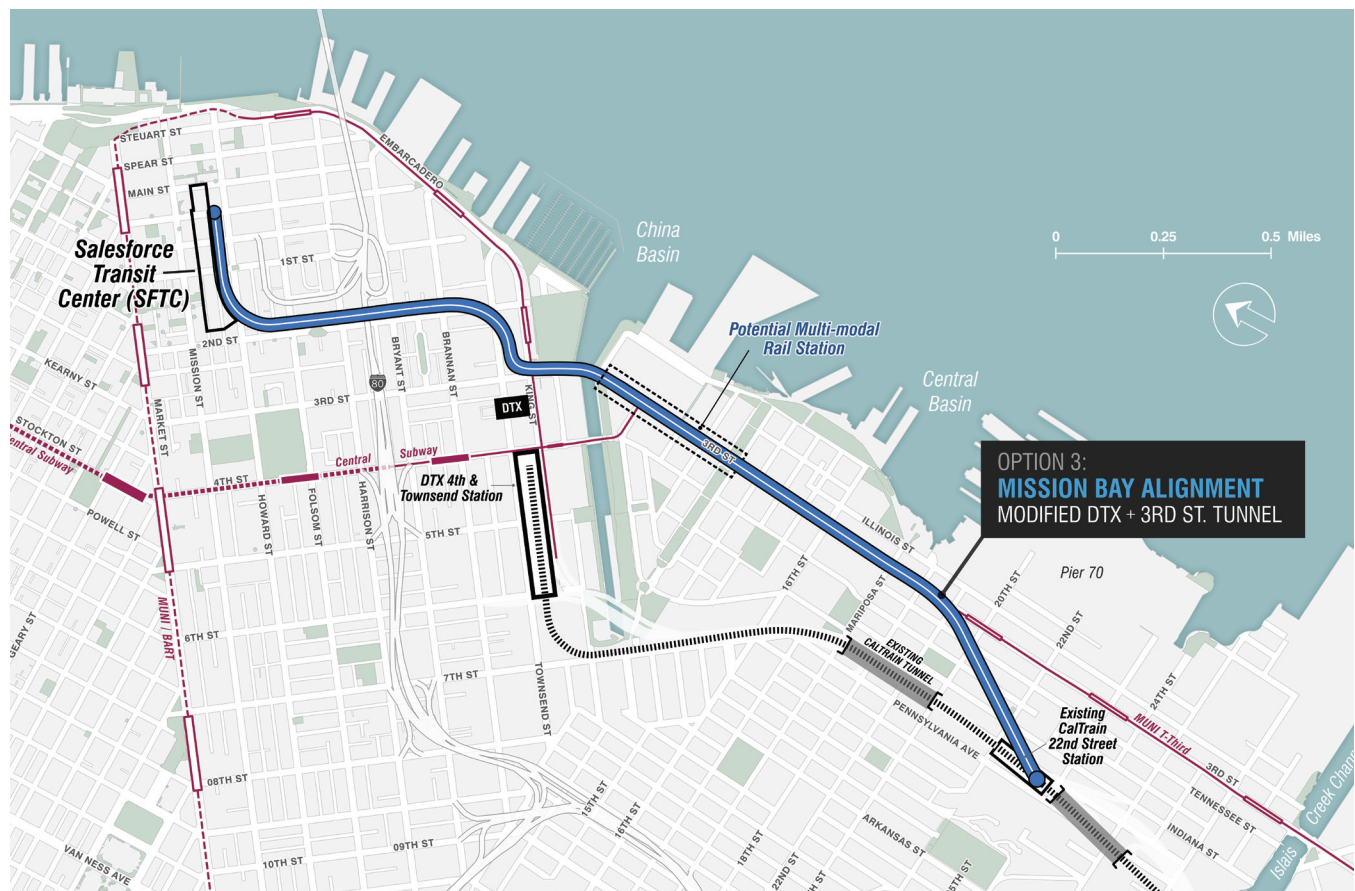 STEUART ST
SPEAR ST
MAIN ST
EMBARCADERO
China
Basin
0 0.25 0.5 Miles
Salesforce
Transit
Center (SFTC)
1ST ST
2ND ST
MISSION ST
KEARNY ST
MARKET ST
STOCKTON ST
Central Subway
POWELL ST
80
BRYANT ST
BRANNAN ST
3RD ST
DTX
KING ST
Potential Multi-modal
Rail Station
Central
Basin
3RD ST
Central Subway
4TH ST
HOWARD ST
FOLSOM ST
HARRISON ST
DTX 4th &
Townsend Station
5TH ST
OPTION 3:
MISSION BAY ALIGNMENT
MODIFIED DTX + 3RD ST. TUNNEL
ILLINOIS ST
16TH ST
MARIPOSA ST
20TH ST
Pier 70
22ND ST
24TH ST
GEARY ST
MUNI / BART
6TH ST
7TH ST
TOWNSEND ST
EXISTING
CALTRAIN TUNNEL
PENNSYLVANIA AVE
Existing
CalTrain
22nd Street
Station
MUNI T-Third
3RD ST
TENNESSEE ST
INDIANA ST
Creek Chann
Islais
08TH ST
09TH ST
10TH ST
VAN NESS AVE
15TH ST
16TH ST
18TH ST
22ND ST
ARKANSAS ST